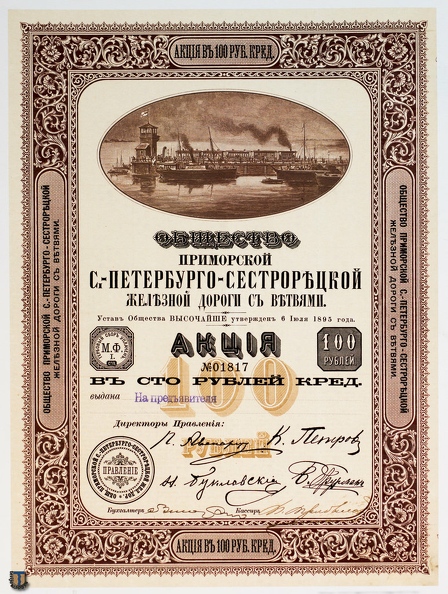 АКЦІЯ ВЪ 100 РУБ. КРЕД.
ОБЩЕСТВО
ПРИМОРСКОЙ
С.-ПЕТЕРБУРГО-СЕСТРОРѢЦКОЙ
ЖЕЛѢЗНОЙ ДОРОГИ СЪ ВѢТВЯМИ.
Уставъ Общества ВЫСОЧАЙШЕ утвержденъ 6 Іюля 1895 года.
М.Ф.
АКЦІЯ
100
РУБЛЕЙ
№01817
ВЪ СТО РУБЛЕЙ КРЕД.
100
РУБЛЕЙ
выдана На предъявителя
Директоры Правленія:
К. Петров
ПРАВЛЕНІЕ
Бухгалтеръ
Кассиръ
АКЦІЯ ВЪ 100 РУБ. КРЕД.
ОБЩЕСТВО ПРИМОРСКОЙ С.-ПЕТЕРБУРГО-СЕСТРОРѢЦКОЙ
ЖЕЛѢЗНОЙ ДОРОГИ СЪ ВѢТВЯМИ.
ОБЩЕСТВО ПРИМОРСКОЙ С.-ПЕТЕРБУРГО-СЕСТРОРѢЦКОЙ
ЖЕЛѢЗНОЙ ДОРОГИ СЪ ВѢТВЯМИ.